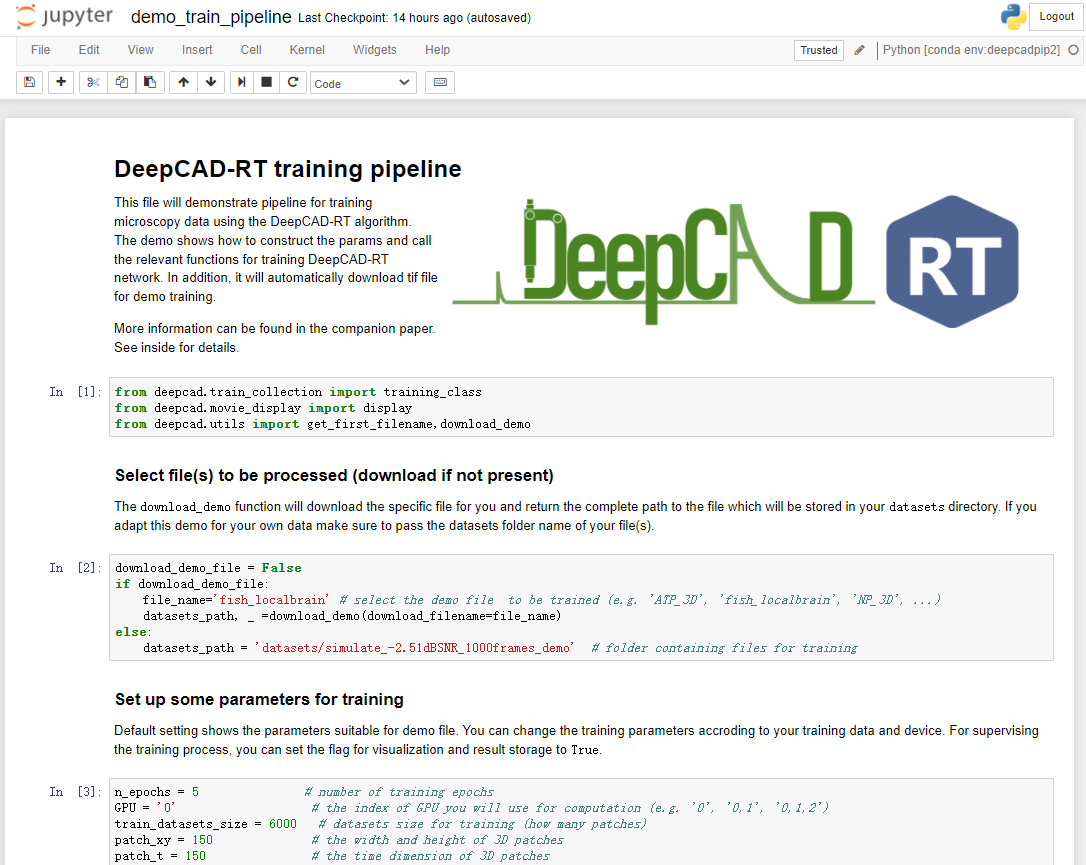 jupyter demo_train_pipeline Last Checkpoint: 14 hours ago (autosaved) Logout
File Edit View Insert Cell Kernel Widgets Help Trusted Python [conda env:deepcadpip2]
Code
DeepCAD-RT training pipeline
This file will demonstrate pipeline for training
microscopy data using the DeepCAD-RT algorithm.
The demo shows how to construct the params and call
the relevant functions for training DeepCAD-RT
network. In addition, it will automatically download tif file
for demo training.
More information can be found in the companion paper.
See inside for details.
DeepCAD RT
In [1]: from deepcad.train_collection import training_class
from deepcad.movie_display import display
from deepcad.utils import get_first_filename,download_demo
Select file(s) to be processed (download if not present)
The download_demo function will download the specific file for you and return the complete path to the file which will be stored in your datasets directory. If you
adapt this demo for your own data make sure to pass the datasets folder name of your file(s).
In [2]: download_demo_file = False
if download_demo_file:
file_name='fish_localbrain' # select the demo file  to be trained (e.g. 'ATP_3D', 'fish_localbrain', 'NP_3D', ...)
datasets_path, _ =download_demo(download_filename=file_name)
else:
datasets_path = 'datasets/simulate_-2.51dBSNR_1000frames_demo' # folder containing files for training
Set up some parameters for training
Default setting shows the parameters suitable for demo file. You can change the training parameters accroding to your training data and device. For supervising
the training process, you can set the flag for visualization and result storage to True.
In [3]: n_epochs = 5 # number of training epochs
GPU = '0' # the index of GPU you will use for computation (e.g. '0', '0,1', '0,1,2')
train_datasets_size = 6000 # datasets size for training (how many patches)
patch_xy = 150 # the width and height of 3D patches
patch_t = 150 # the time dimension of 3D patches